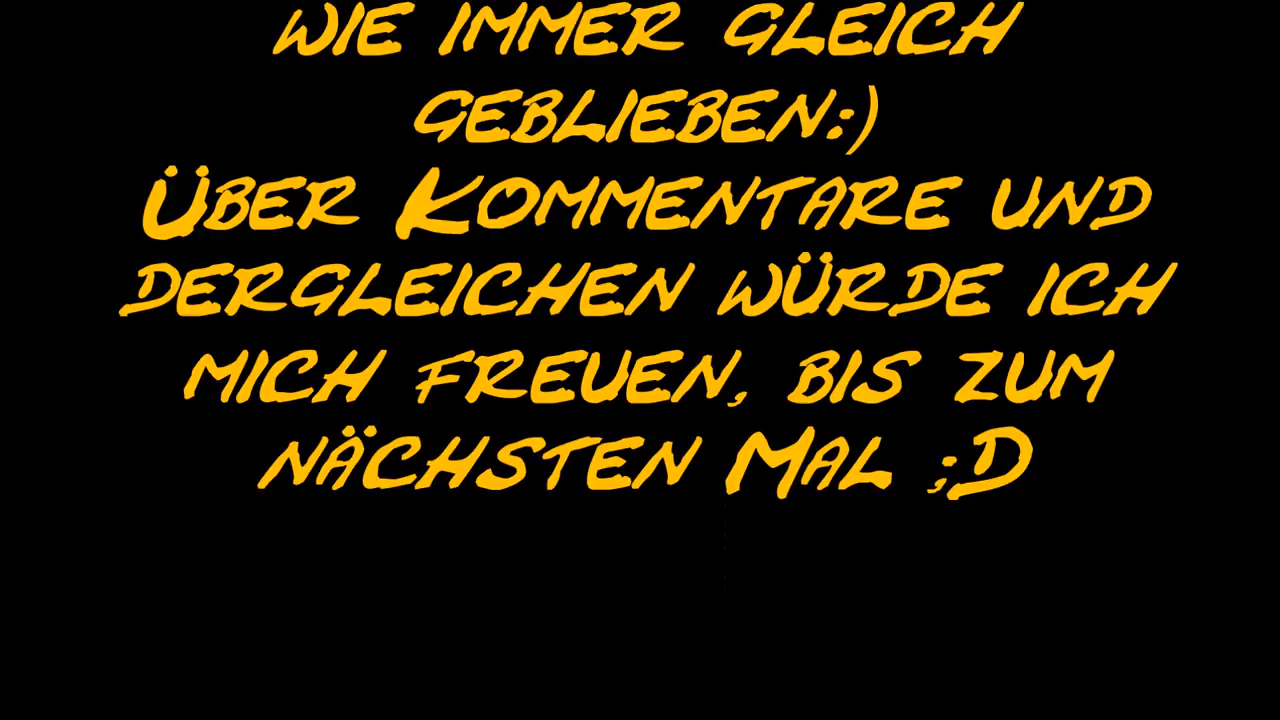 wie immer gleich
geblieben:)
Über Kommentare und
dergleichen würde ich
mich freuen, bis zum
nächsten Mal ;D